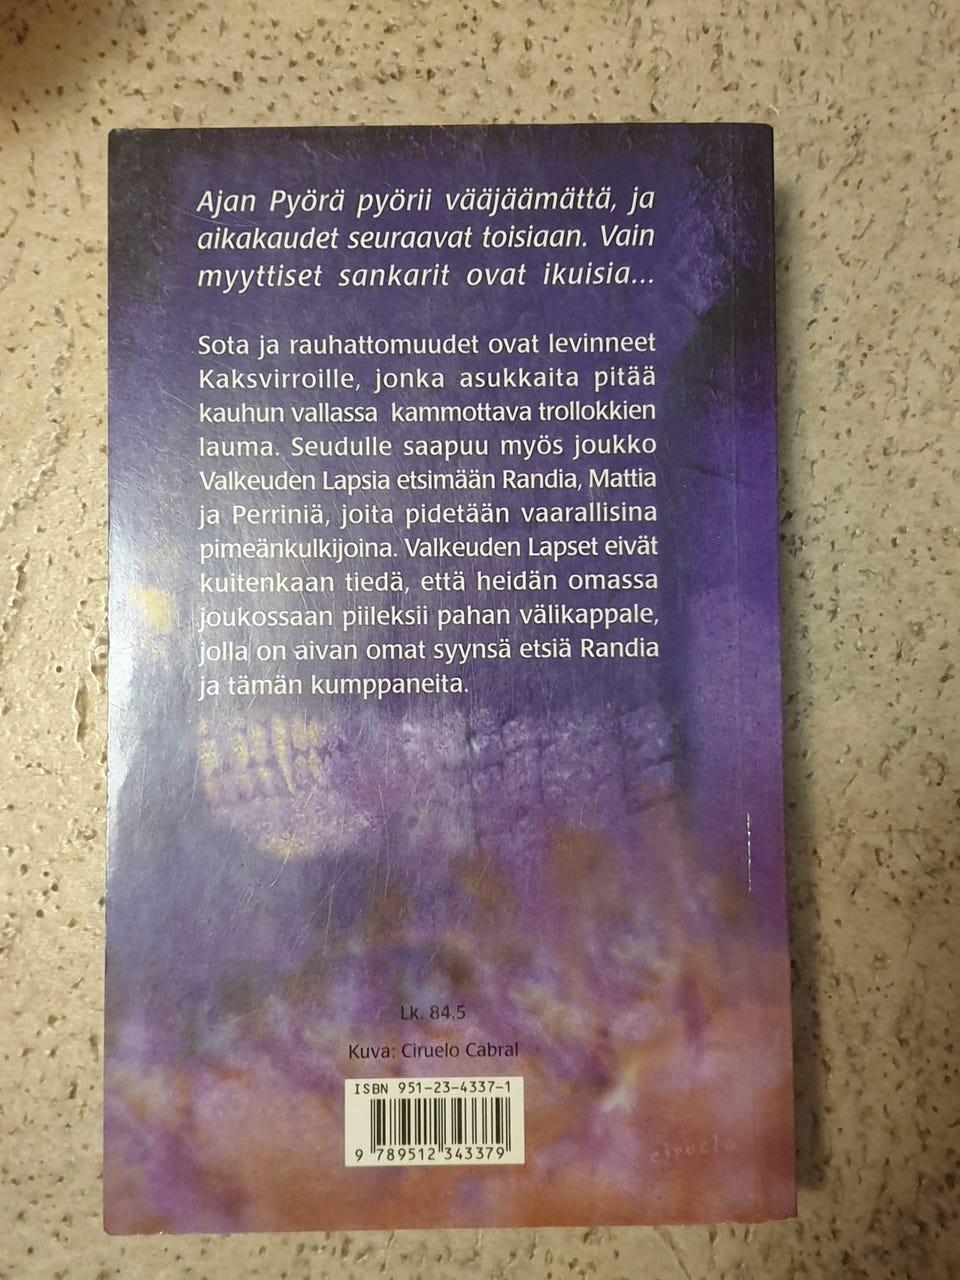 Ajan Pyörä pyörii vääjäämättä, ja
aikakaudet seuraavat toisiaan. Vain
myyttiset sankarit ovat ikuisia...
Sota ja rauhattomuudet ovat levinneet
Kaksvirroille, jonka asukkaita pitää
kauhun vallassa kammottava trollokkien
lauma. Seudulle saapuu myös joukko
Valkeuden Lapsia etsimään Randia, Mattia
ja Perriniä, joita pidetään vaarallisina
pimeänkulkijoina. Valkeuden Lapset eivät
kuitenkaan tiedä, että heidän omassa
joukossaan piileksii pahan välikappale,
jolla on aivan omat syynsä etsiä Randia
ja tämän kumppaneita.
Lk. 84.5
Kuva: Ciruelo Cabral
ISBN 951-23-4337-1
9 789512 343379
ciruelo